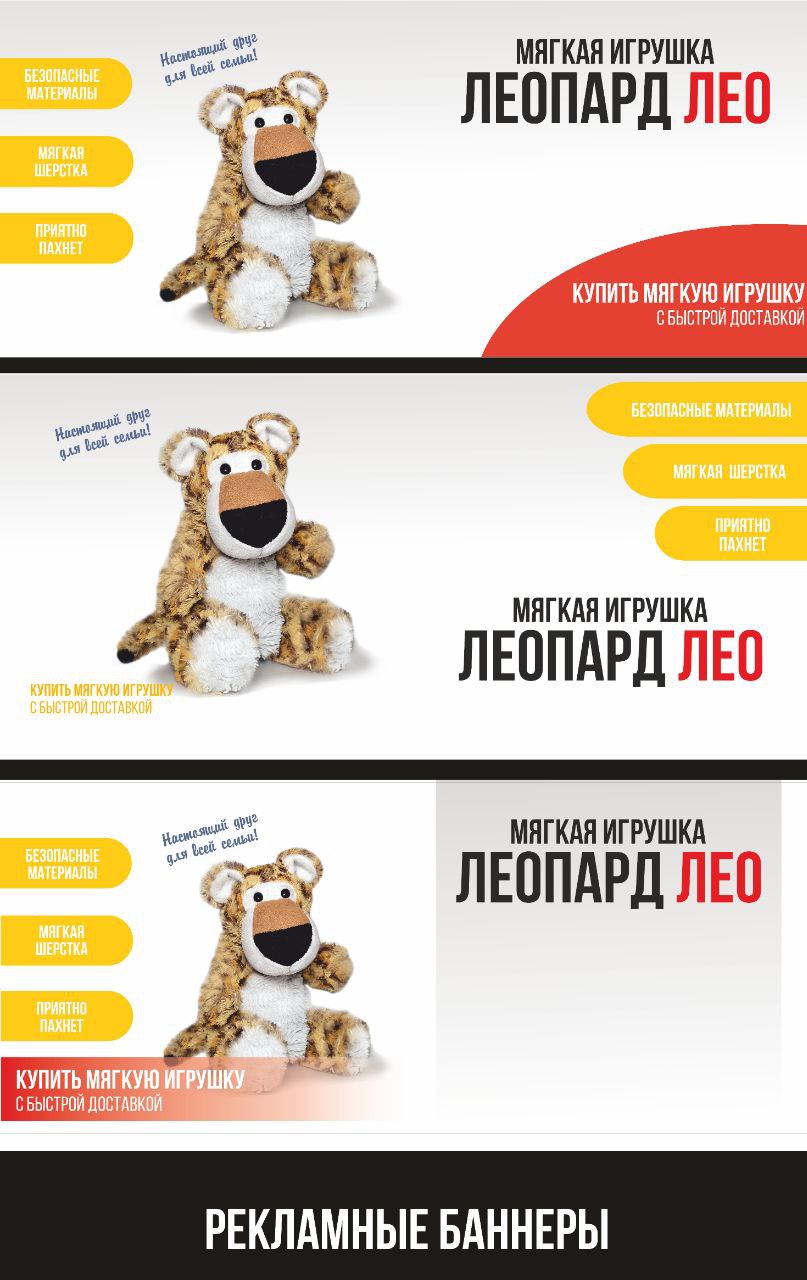 Настоящий друг
для всей семьи!
БЕЗОПАСНЫЕ
МАТЕРИАЛЫ
МЯГКАЯ
ШЕРСТКА
ПРИЯТНО
ПАХНЕТ
МЯГКАЯ ИГРУШКА
ЛЕОПАРД ЛЕО
КУПИТЬ МЯГКУЮ ИГРУШКУ
С БЫСТРОЙ ДОСТАВКОЙ
Настоящий друг
для всей семьи!
БЕЗОПАСНЫЕ МАТЕРИАЛЫ
МЯГКАЯ ШЕРСТКА
ПРИЯТНО
ПАХНЕТ
МЯГКАЯ ИГРУШКА
ЛЕОПАРД ЛЕО
КУПИТЬ МЯГКУЮ ИГРУШКУ
С БЫСТРОЙ ДОСТАВКОЙ
Настоящий друг
для всей семьи!
БЕЗОПАСНЫЕ
МАТЕРИАЛЫ
МЯГКАЯ
ШЕРСТКА
ПРИЯТНО
ПАХНЕТ
КУПИТЬ МЯГКУЮ ИГРУШКУ
С БЫСТРОЙ ДОСТАВКОЙ
МЯГКАЯ ИГРУШКА
ЛЕОПАРД ЛЕО
РЕКЛАМНЫЕ БАННЕРЫ